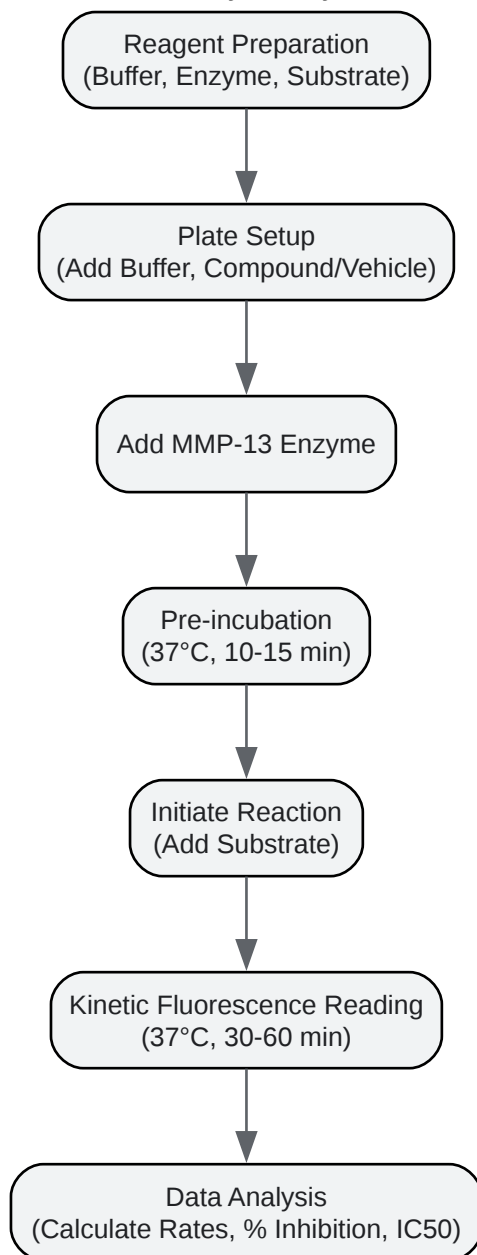 Reagent Preparation
(Buffer, Enzyme, Substrate)
Plate Setup
(Add Buffer, Compound/Vehicle)
Add MMP-13 Enzyme
Pre-incubation
(37°C, 10-15 min)
Initiate Reaction
(Add Substrate)
Kinetic Fluorescence Reading
(37°C, 30-60 min)
Data Analysis
(Calculate Rates, % Inhibition, IC50)